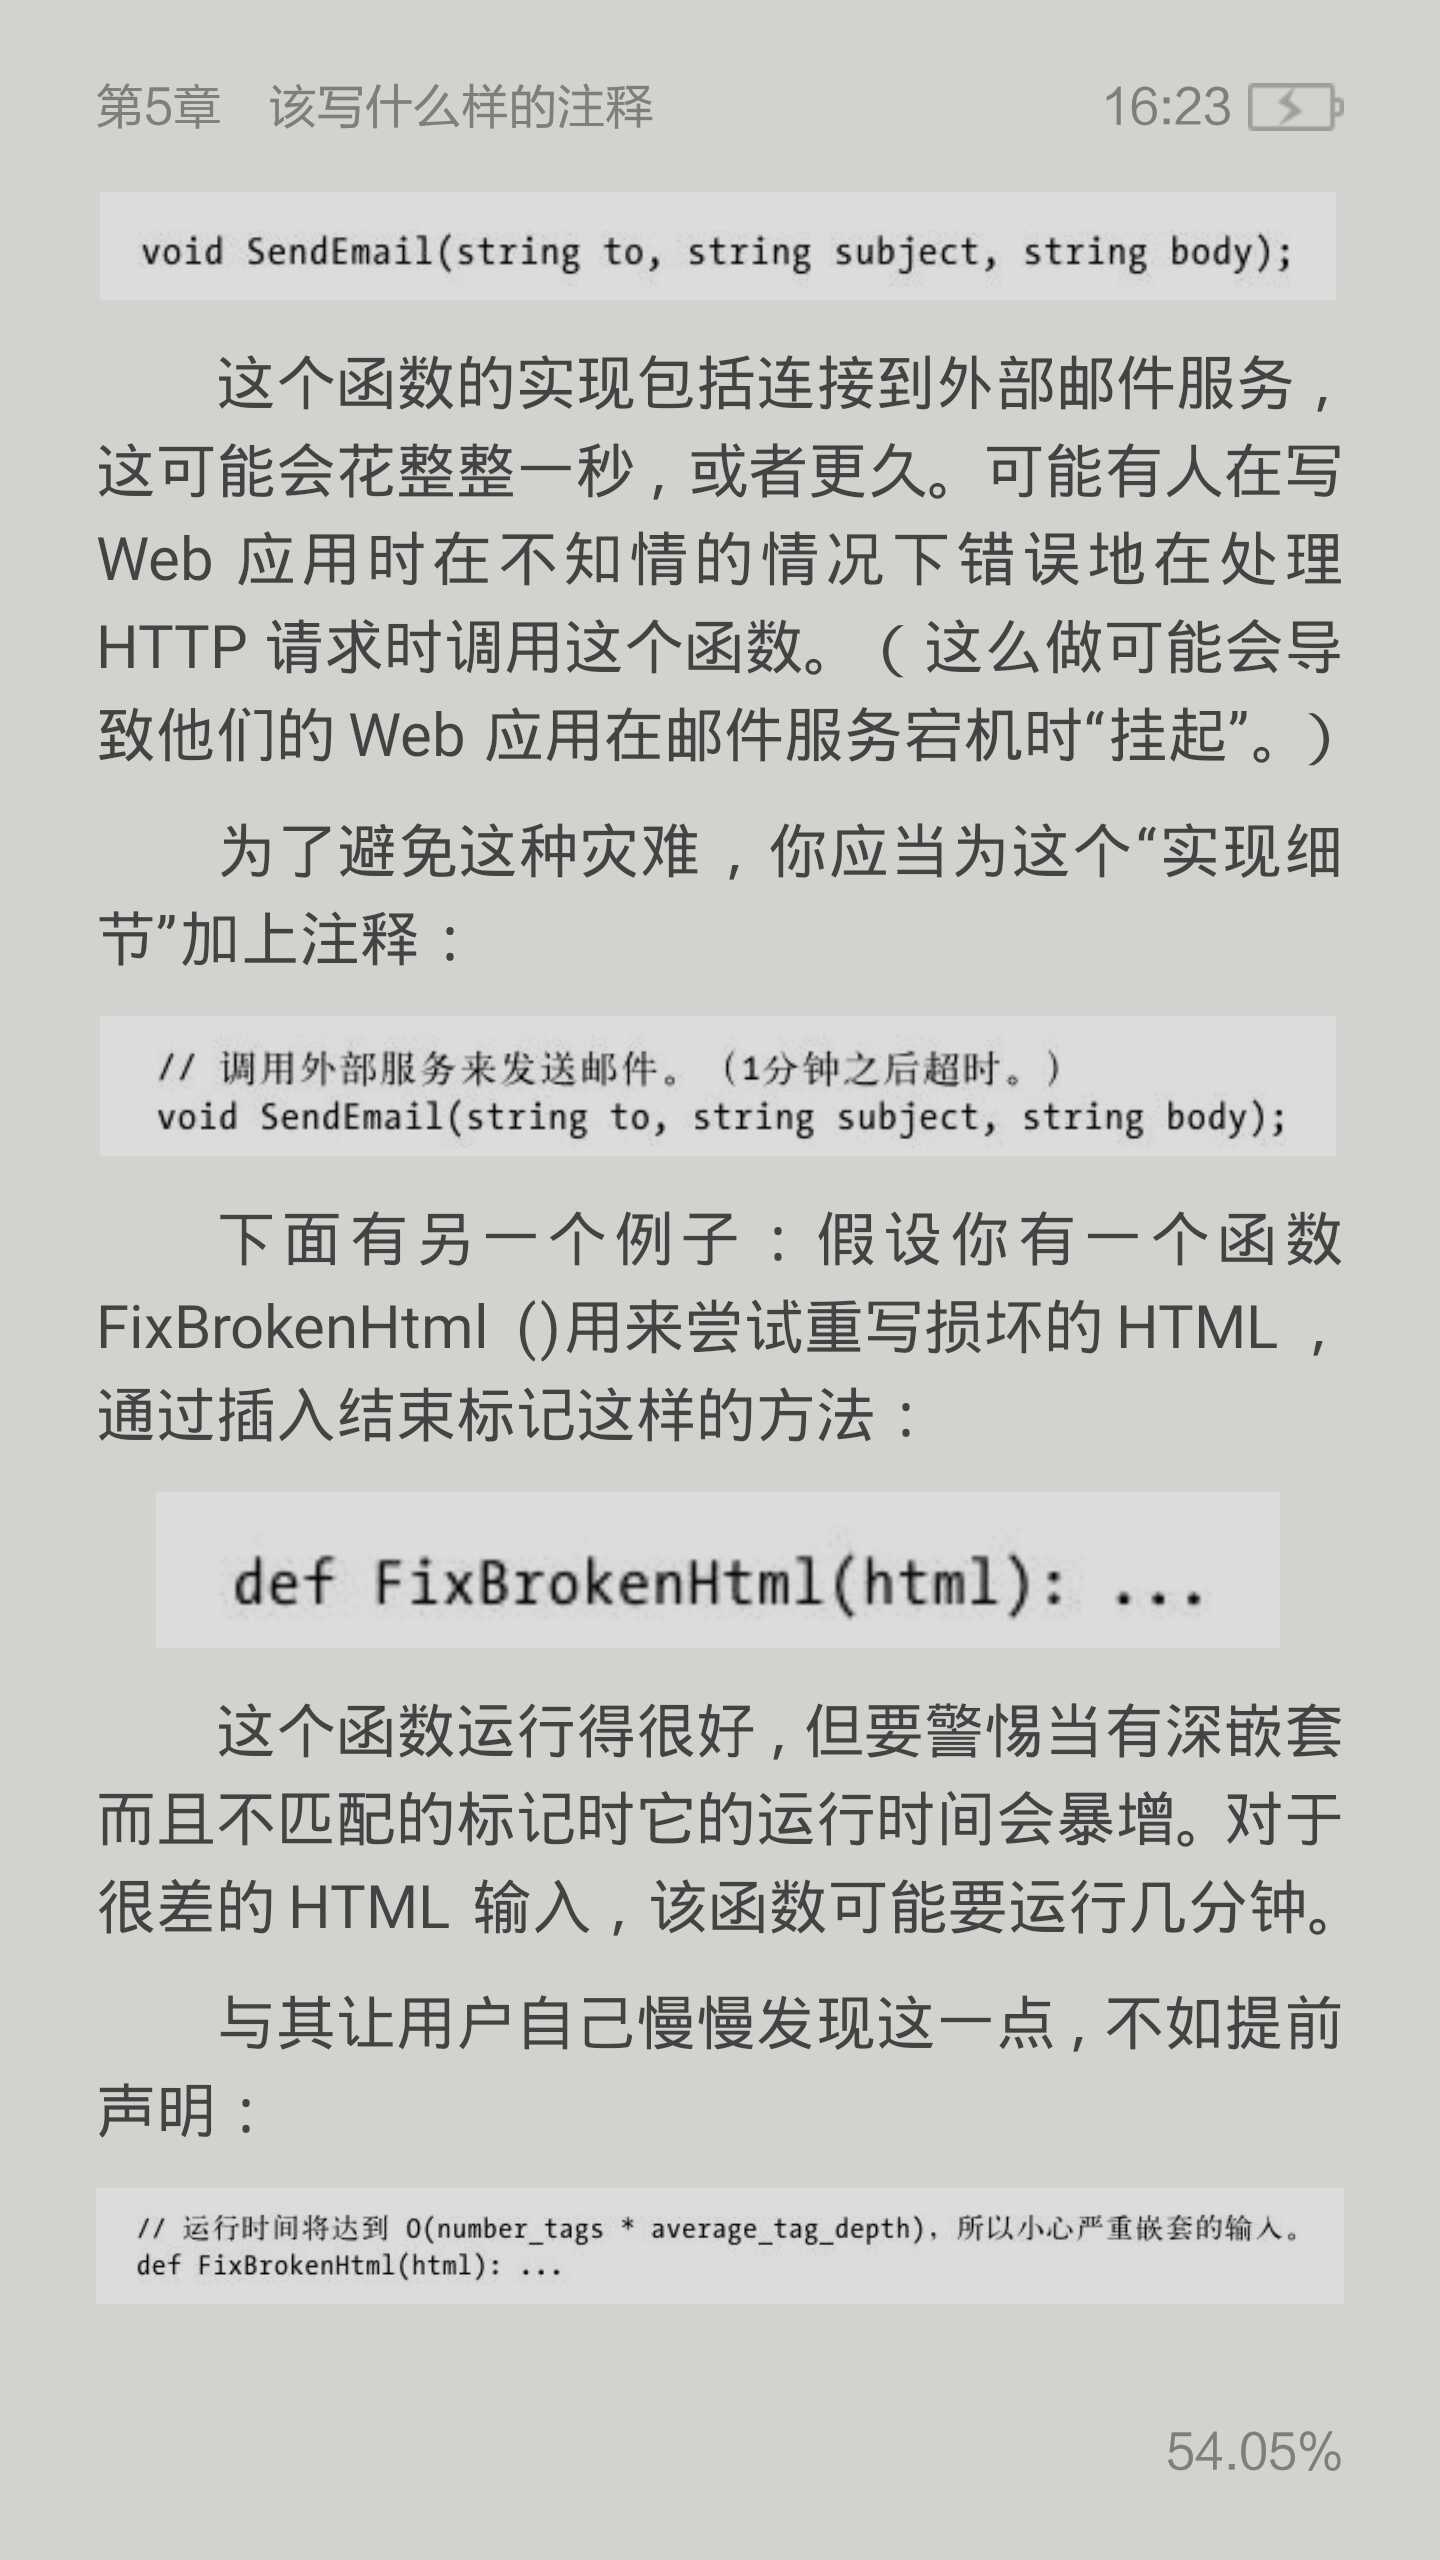 第5章　该写什么样的注释
16:23
void SendEmail(string to, string subject, string body);
这个函数的实现包括连接到外部邮件服务，
这可能会花整整一秒，或者更久。可能有人在写
Web 应用时在不知情的情况下错误地在处理
HTTP 请求时调用这个函数。（这么做可能会导
致他们的 Web 应用在邮件服务宕机时“挂起”。）
为了避免这种灾难，你应当为这个“实现细
节”加上注释：
// 调用外部服务来发送邮件。（1分钟之后超时。）
void SendEmail(string to, string subject, string body);
下面有另一个例子：假设你有一个函数
FixBrokenHtml ()用来尝试重写损坏的 HTML，
通过插入结束标记这样的方法：
def FixBrokenHtml(html): ...
这个函数运行得很好，但要警惕当有深嵌套
而且不匹配的标记时它的运行时间会暴增。对于
很差的 HTML 输入，该函数可能要运行几分钟。
与其让用户自己慢慢发现这一点，不如提前
声明：
// 运行时间将达到 O(number_tags * average_tag_depth)，所以小心严重嵌套的输入。
def FixBrokenHtml(html): ...
54.05%